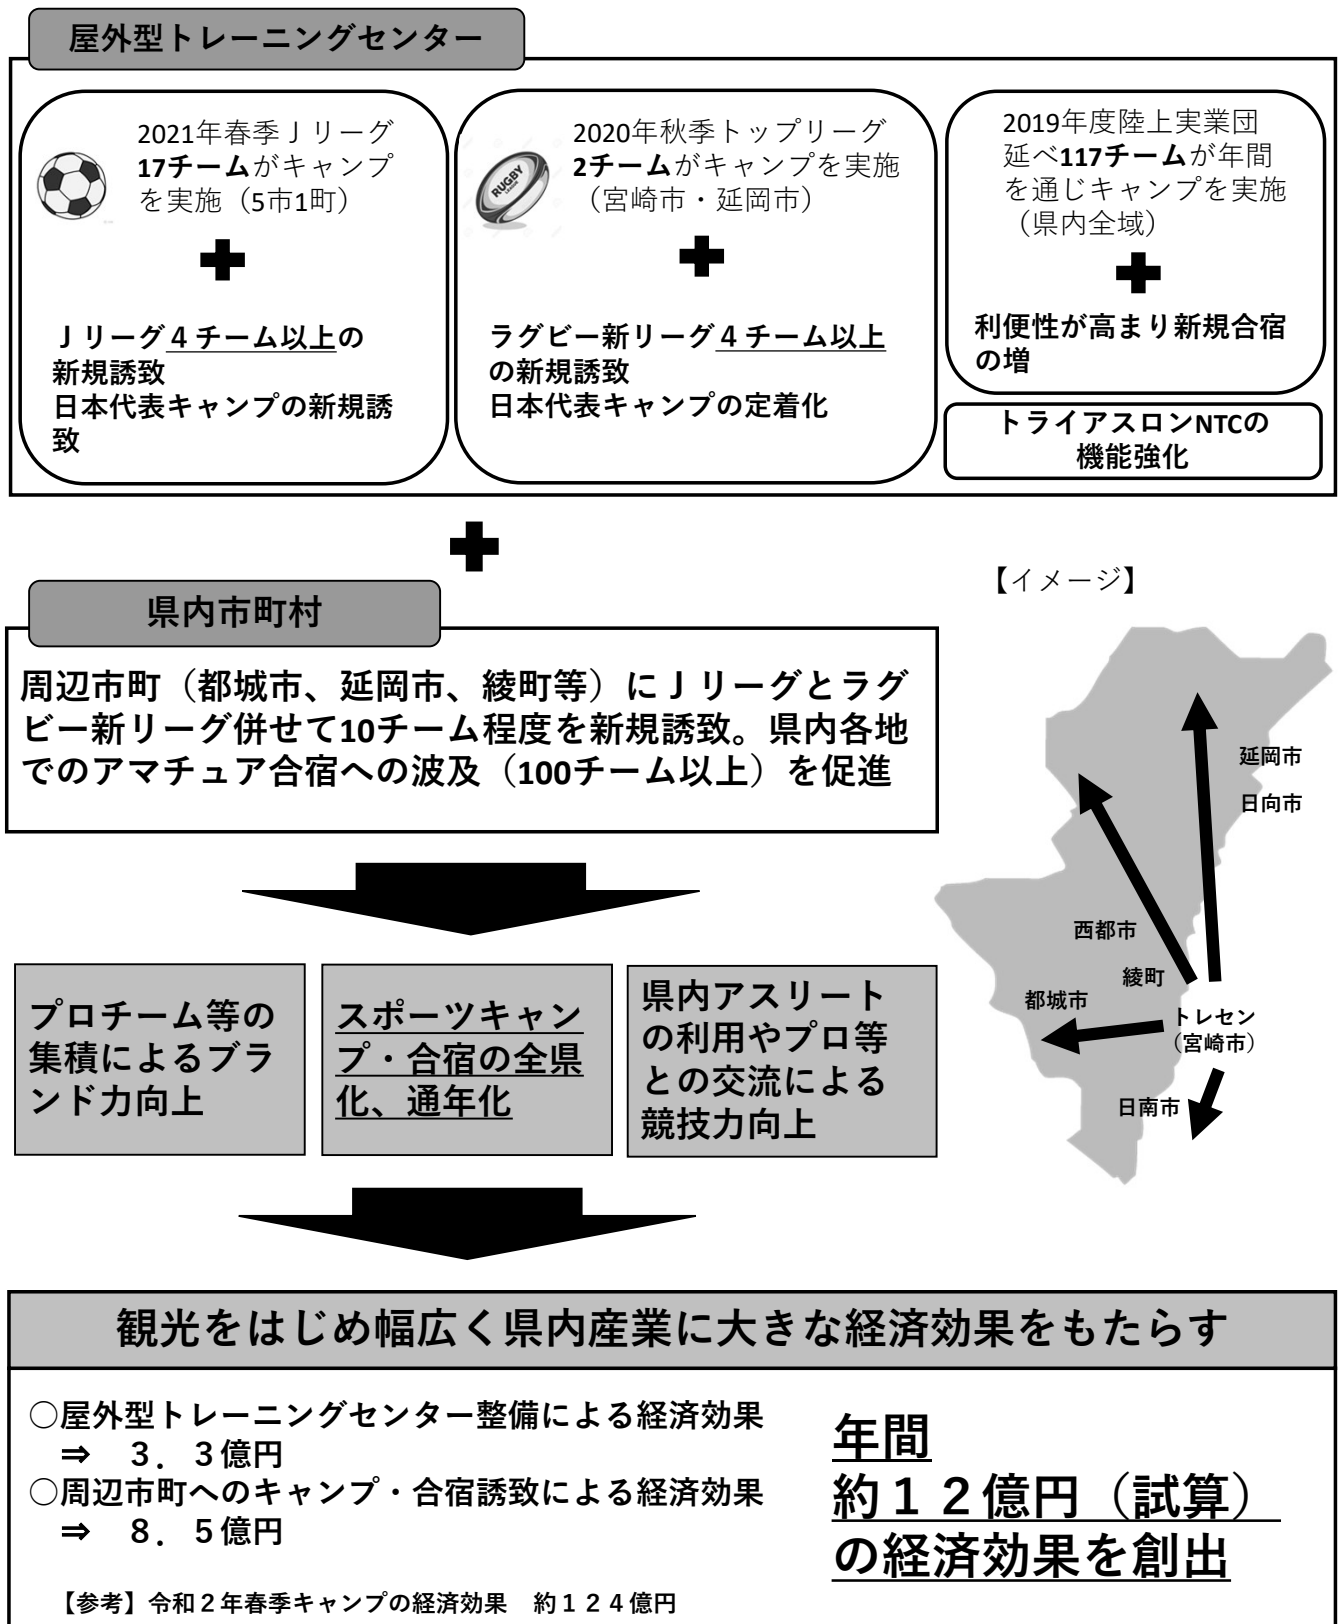 屋外型トレーニングセンター
2021年春季Ｊリーグ
17チームがキャンプ
を実施（5市1町）
Ｊリーグ４チーム以上の
新規誘致
日本代表キャンプの新規誘
致
RUGBY
2020年秋季トップリーグ
2チームがキャンプを実施
（宮崎市・延岡市）
ラグビー新リーグ４チーム以上
の新規誘致
日本代表キャンプの定着化
2019年度陸上実業団
延べ117チームが年間
を通じキャンプを実施
（県内全域）
利便性が高まり新規合宿
の増
トライアスロンNTCの
機能強化
県内市町村
周辺市町（都城市、延岡市、綾町等）にＪリーグとラグ
ビー新リーグ併せて10チーム程度を新規誘致。県内各地
でのアマチュア合宿への波及（100チーム以上）を促進
【イメージ】
延岡市
日向市
西都市
綾町
都城市
トレセン
（宮崎市）
日南市
プロチーム等の
集積によるブラ
ンド力向上
スポーツキャン
プ・合宿の全県
化、通年化
県内アスリート
の利用やプロ等
との交流による
競技力向上
観光をはじめ幅広く県内産業に大きな経済効果をもたらす
○屋外型トレーニングセンター整備による経済効果
⇒　３．３億円
○周辺市町へのキャンプ・合宿誘致による経済効果
⇒　８．５億円
【参考】令和２年春季キャンプの経済効果　約１２４億円
年間
約１２億円（試算）
の経済効果を創出